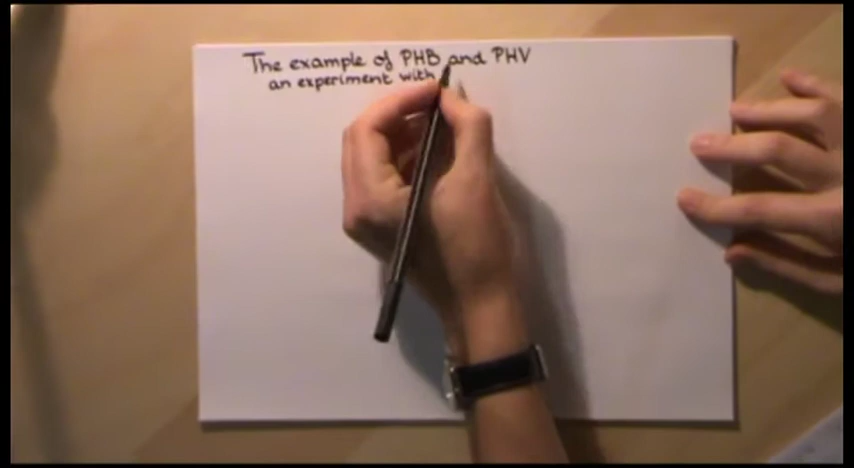 The example of PHB and PHV
an experiment with